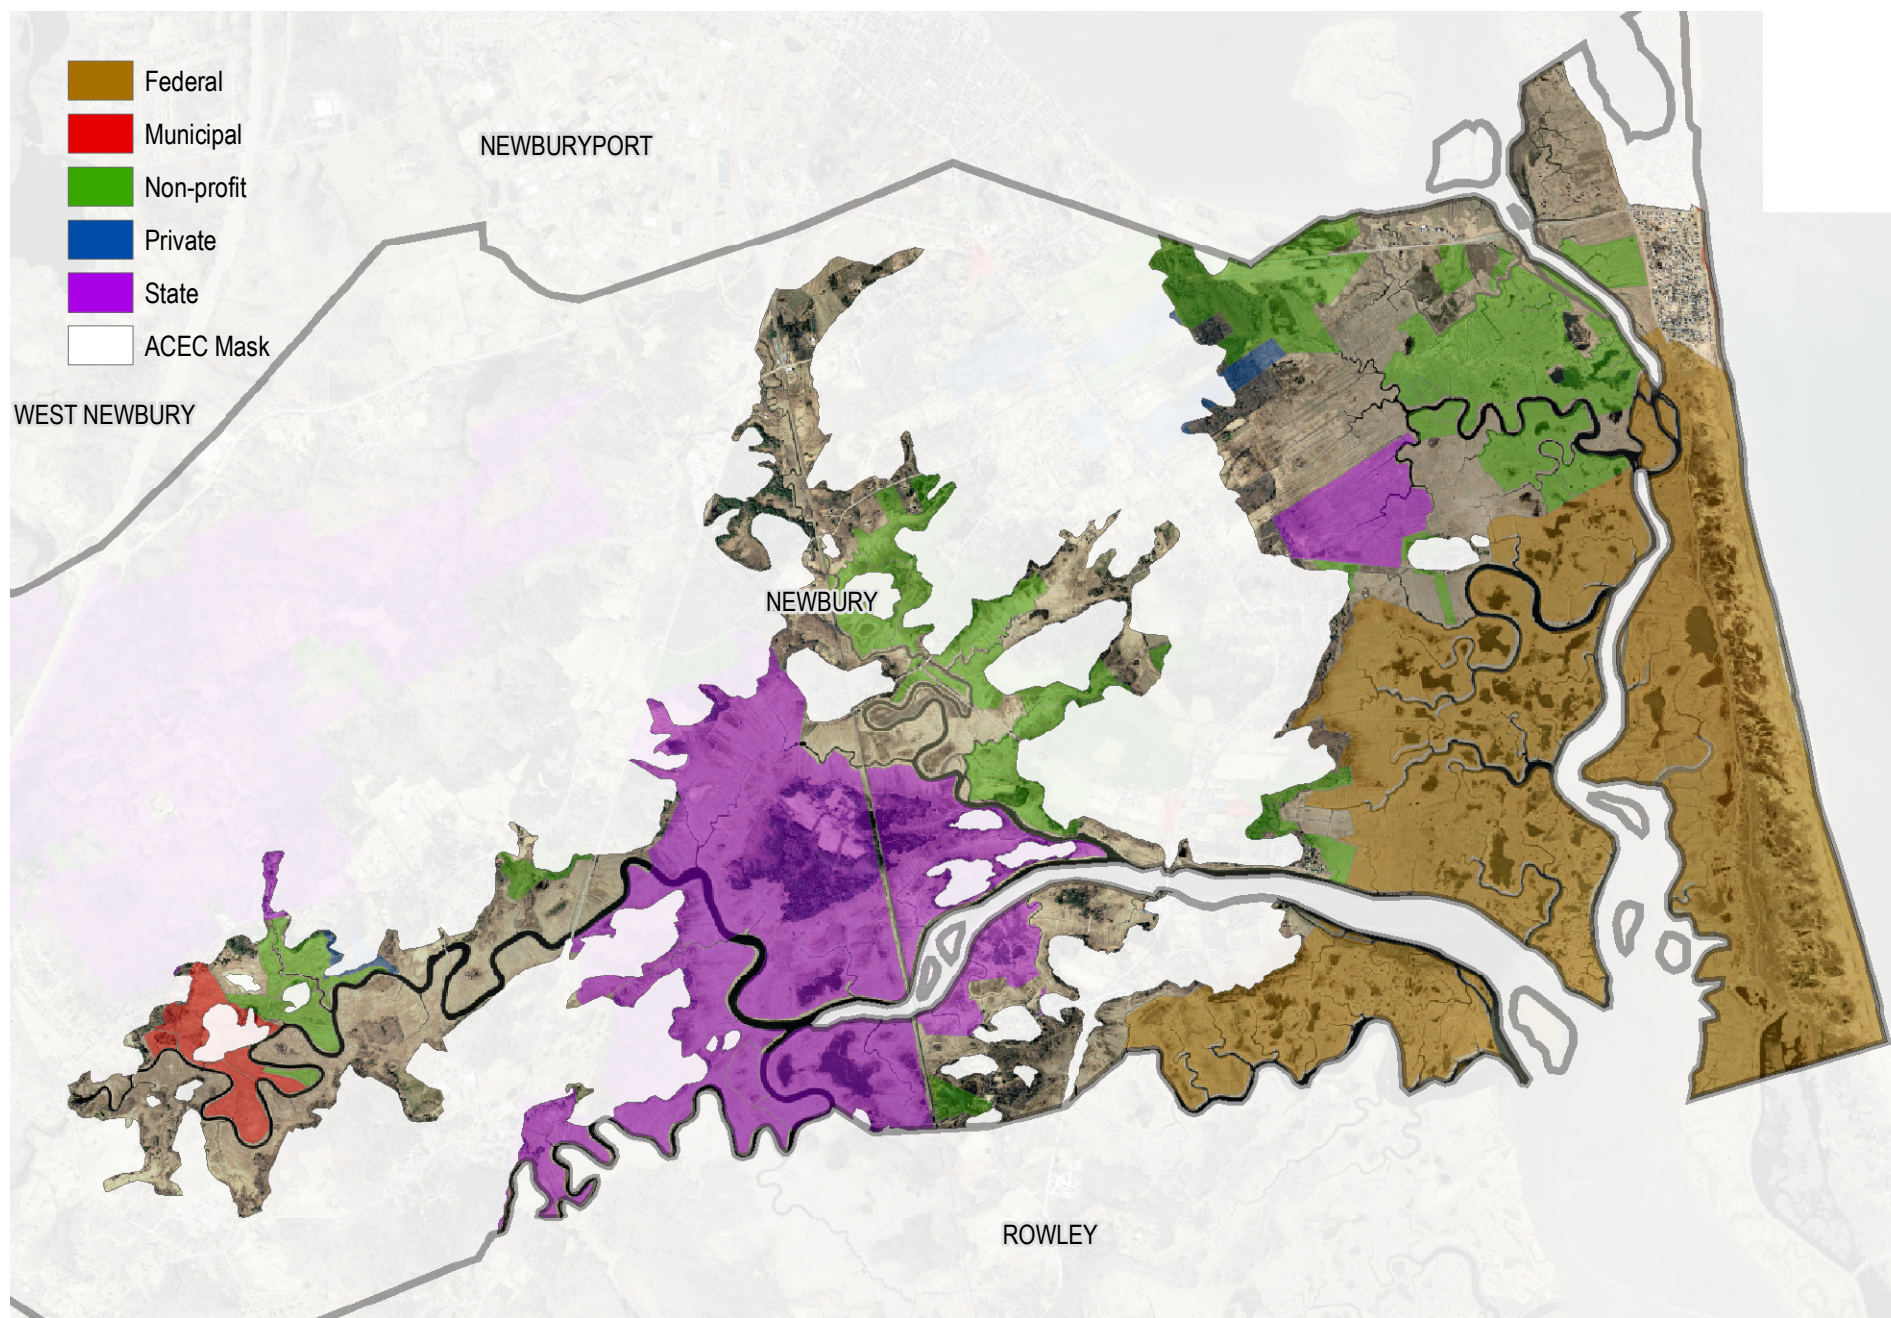 Federal
Municipal
Non-profit
Private
State
ACEC Mask
NEWBURYPORT
WEST NEWBURY
NEWBURY
ROWLEY